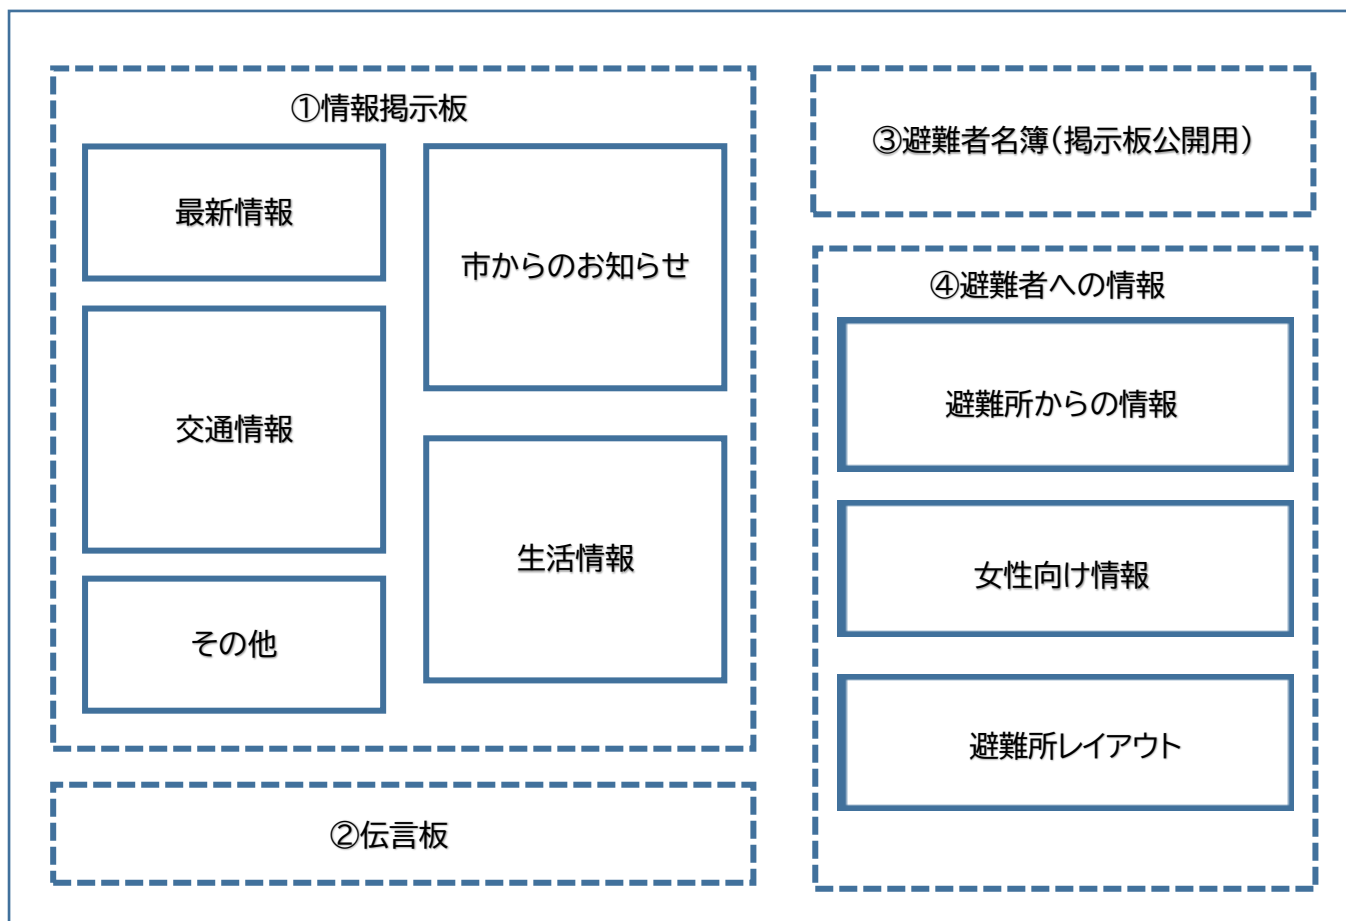 ①情報掲示板
最新情報
市からのお知らせ
交通情報
生活情報
その他
②伝言板
③避難者名簿(掲示板公開用)
④避難者への情報
避難所からの情報
女性向け情報
避難所レイアウト